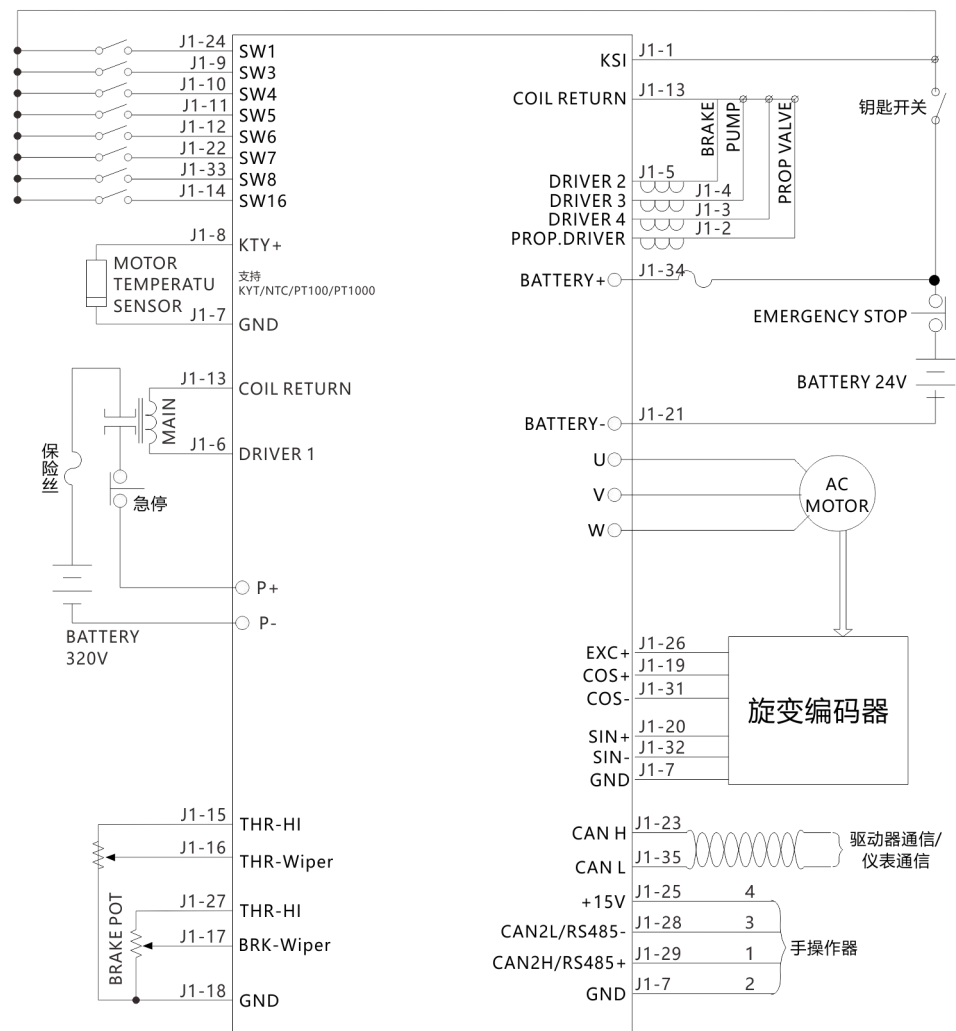 J1-24
SW1
J1-9
SW3
J1-10
SW4
J1-11
SW5
J1-12
SW6
J1-22
SW7
J1-33
SW8
J1-14
SW16
J1-8
KTY+
MOTOR
TEMPERATU
SENSOR
支持
KYT/NTC/PT100/PT1000
J1-7
GND
J1-13
COIL RETURN
MAIN
J1-6
DRIVER 1
保险丝
急停
P+
P-
BATTERY
320V
J1-15
THR-HI
J1-16
THR-Wiper
J1-27
THR-HI
BRAKE POT
J1-17
BRK-Wiper
J1-18
GND
KSI
J1-1
COIL RETURN
J1-13
钥匙开关
BRAKE
PUMP
PROP VALVE
DRIVER 2
J1-5
DRIVER 3
J1-4
DRIVER 4
J1-3
PROP.DRIVER
J1-2
BATTERY+
J1-34
EMERGENCY STOP
BATTERY 24V
BATTERY-
J1-21
U
V
W
AC
MOTOR
EXC+
J1-26
COS+
J1-19
COS-
J1-31
SIN+
J1-20
SIN-
J1-32
GND
J1-7
旋变编码器
CAN H
J1-23
CAN L
J1-35
驱动器通信/
仪表通信
+15V
J1-25
4
CAN2L/RS485-
J1-28
3
CAN2H/RS485+
J1-29
1
GND
J1-7
2
手操作器